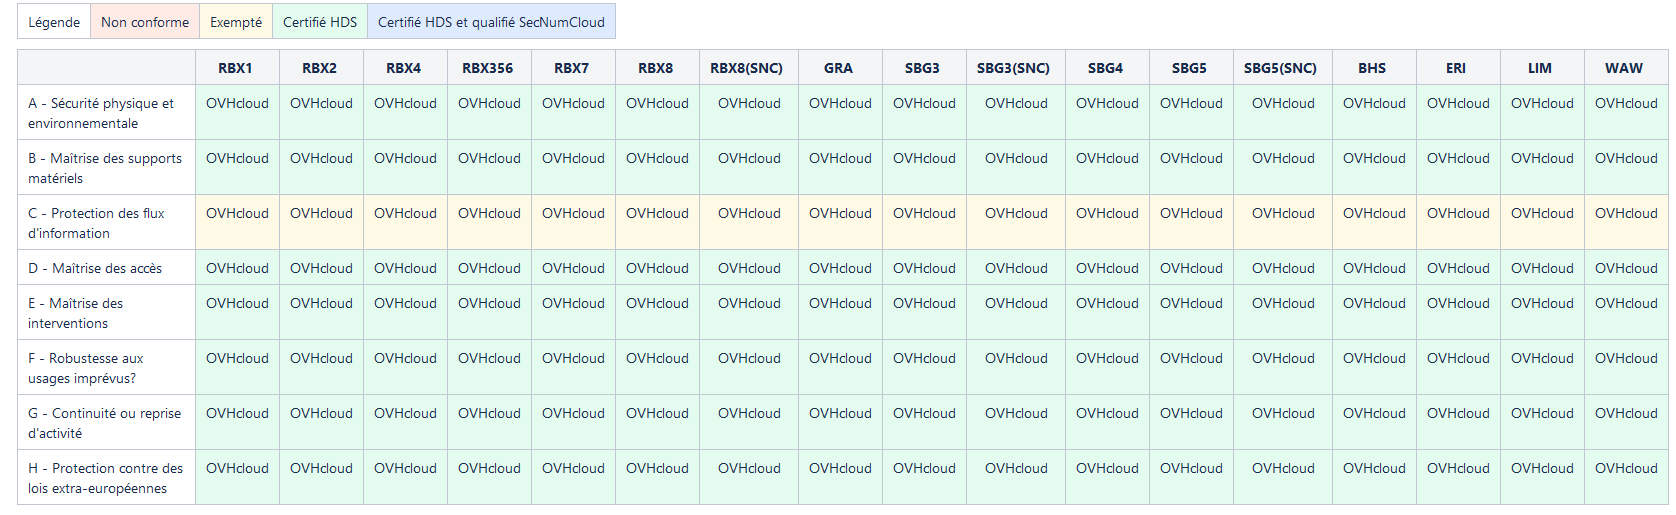 Légende Non conforme Exempté Certifié HDS Certifié HDS et qualifié SecNumCloud
RBX1 RBX2 RBX4 RBX356 RBX7 RBX8 RBX8(SNC) GRA SBG3 SBG3(SNC) SBG4 SBG5 SBG5(SNC) BHS ERI LIM WAW
A - Sécurité physique et OVHcloud OVHcloud OVHcloud OVHcloud OVHcloud OVHcloud OVHcloud OVHcloud OVHcloud OVHcloud OVHcloud OVHcloud OVHcloud OVHcloud OVHcloud OVHcloud OVHcloud
environnementale
B - Maîtrise des supports OVHcloud OVHcloud OVHcloud OVHcloud OVHcloud OVHcloud OVHcloud OVHcloud OVHcloud OVHcloud OVHcloud OVHcloud OVHcloud OVHcloud OVHcloud OVHcloud OVHcloud
matériels
C - Protection des flux OVHcloud OVHcloud OVHcloud OVHcloud OVHcloud OVHcloud OVHcloud OVHcloud OVHcloud OVHcloud OVHcloud OVHcloud OVHcloud OVHcloud OVHcloud OVHcloud OVHcloud
d'information
D - Maîtrise des accès OVHcloud OVHcloud OVHcloud OVHcloud OVHcloud OVHcloud OVHcloud OVHcloud OVHcloud OVHcloud OVHcloud OVHcloud OVHcloud OVHcloud OVHcloud OVHcloud OVHcloud
E - Maîtrise des OVHcloud OVHcloud OVHcloud OVHcloud OVHcloud OVHcloud OVHcloud OVHcloud OVHcloud OVHcloud OVHcloud OVHcloud OVHcloud OVHcloud OVHcloud OVHcloud OVHcloud
interventions
F - Robustesse aux OVHcloud OVHcloud OVHcloud OVHcloud OVHcloud OVHcloud OVHcloud OVHcloud OVHcloud OVHcloud OVHcloud OVHcloud OVHcloud OVHcloud OVHcloud OVHcloud OVHcloud
usages imprévus?
G - Continuité ou reprise OVHcloud OVHcloud OVHcloud OVHcloud OVHcloud OVHcloud OVHcloud OVHcloud OVHcloud OVHcloud OVHcloud OVHcloud OVHcloud OVHcloud OVHcloud OVHcloud OVHcloud
d'activité
H - Protection contre des OVHcloud OVHcloud OVHcloud OVHcloud OVHcloud OVHcloud OVHcloud OVHcloud OVHcloud OVHcloud OVHcloud OVHcloud OVHcloud OVHcloud OVHcloud OVHcloud OVHcloud
lois extra-européennes